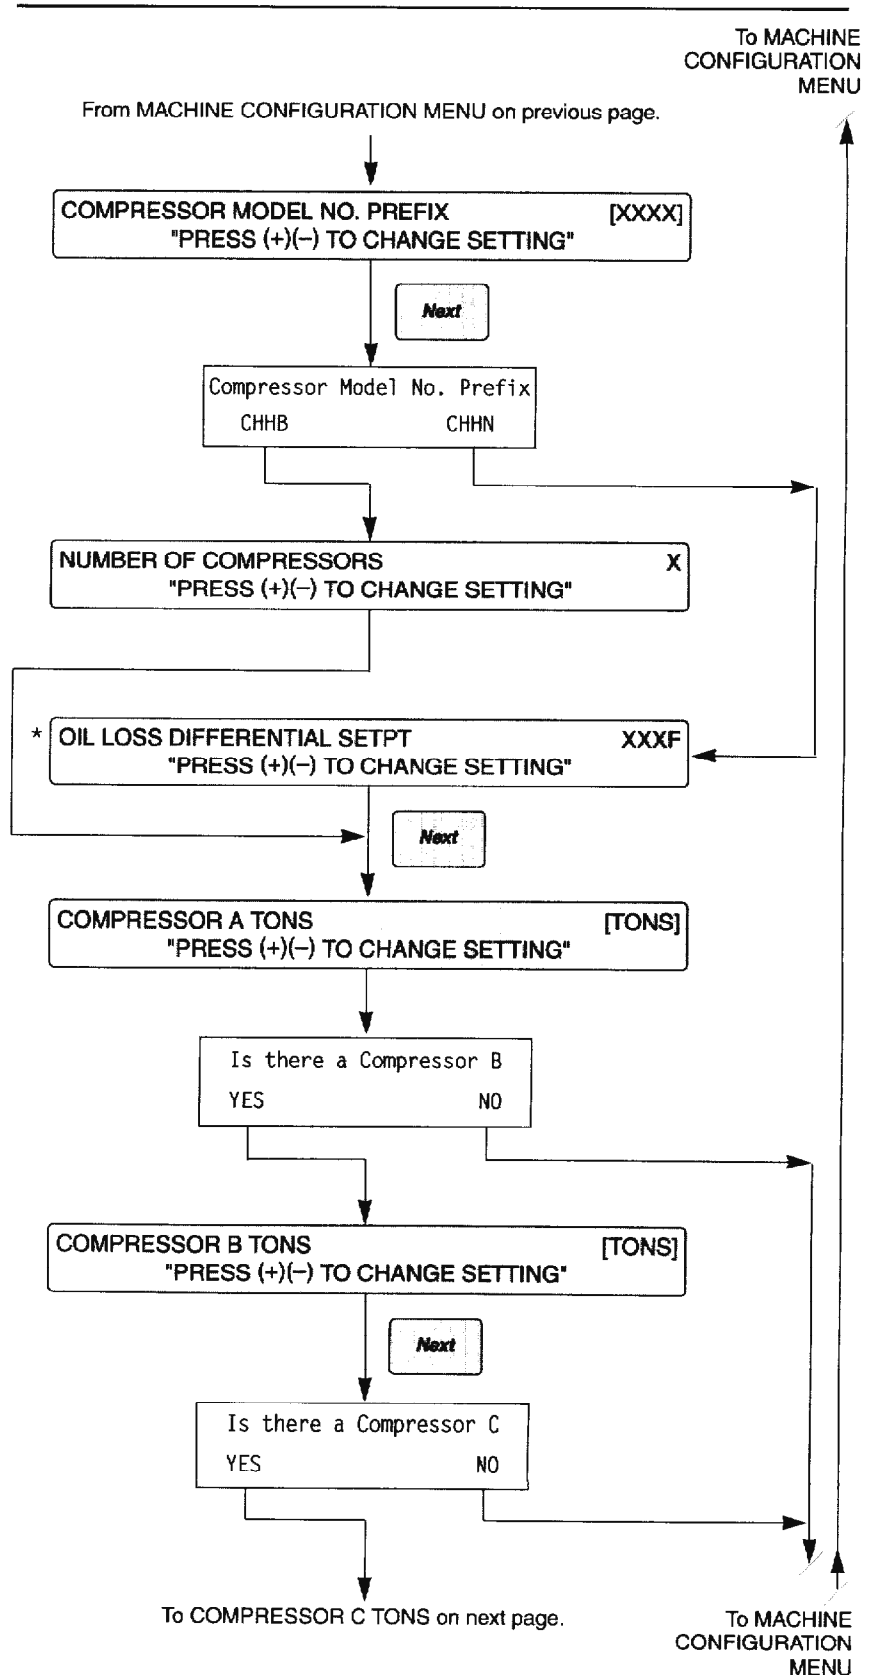 To MACHINE
CONFIGURATION
MENU
From MACHINE CONFIGURATION MENU on previous page.
COMPRESSOR MODEL NO. PREFIX [XXXX]
"PRESS (+)(–) TO CHANGE SETTING"
Next
Compressor Model No. Prefix
CHHB CHHN
NUMBER OF COMPRESSORS X
"PRESS (+)(–) TO CHANGE SETTING"
* OIL LOSS DIFFERENTIAL SETPT XXXF
"PRESS (+)(–) TO CHANGE SETTING"
Next
COMPRESSOR A TONS [TONS]
"PRESS (+)(–) TO CHANGE SETTING"
Is there a Compressor B
YES NO
COMPRESSOR B TONS [TONS]
"PRESS (+)(–) TO CHANGE SETTING"
Next
Is there a Compressor C
YES NO
To COMPRESSOR C TONS on next page.
To MACHINE
CONFIGURATION
MENU